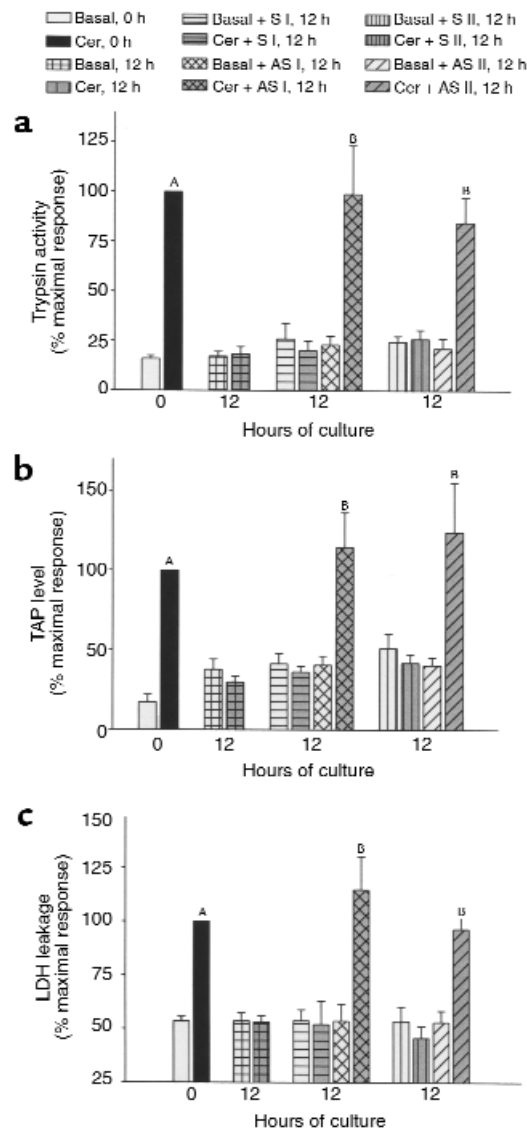 Basal, 0 h
Cer, 0 h
Basal, 12 h
Cer, 12 h
Basal + S I, 12 h
Cer + S I, 12 h
Basal + AS I, 12 h
Cer + AS I, 12 h
Basal + S II, 12 h
Cer + S II, 12 h
Basal + AS II, 12 h
Cer + AS II, 12 h
a
Trypsin activity
(% maximal response)
125
100
75
50
25
0
A
B
B
0 12 12 12
Hours of culture
b
TAP level
(% maximal response)
150
100
50
0
A
B
B
0 12 12 12
Hours of culture
c
LDH leakage
(% maximal response)
150
125
100
75
50
25
A
B
B
0 12 12 12
Hours of culture